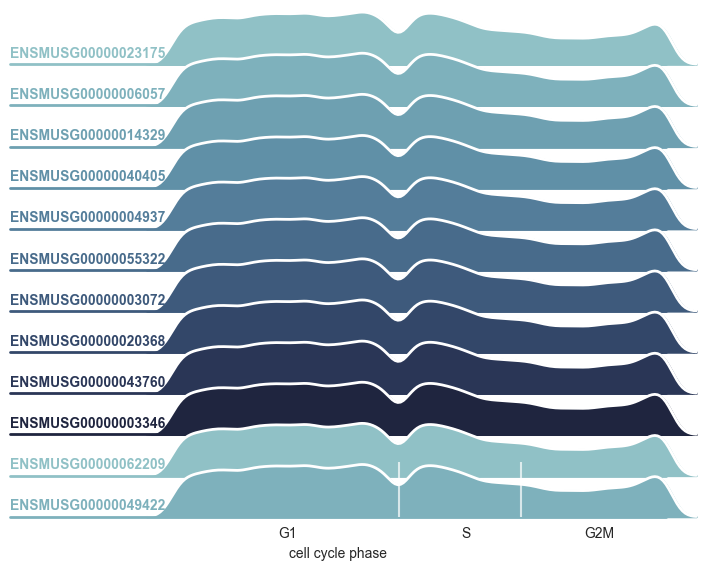 ENSMUSG00000023175
ENSMUSG00000006057
ENSMUSG00000014329
ENSMUSG00000040405
ENSMUSG00000004937
ENSMUSG00000055322
ENSMUSG00000003072
ENSMUSG00000020368
ENSMUSG00000043760
ENSMUSG00000003346
ENSMUSG00000062209
ENSMUSG00000049422
G1 S G2M
cell cycle phase